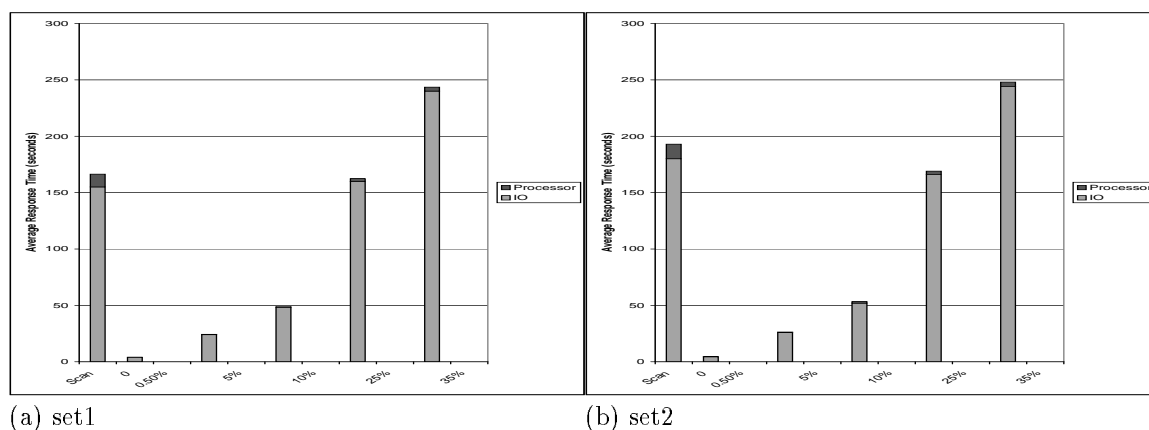 300
250
200
150
100
50
0
Average Response Time (seconds)
Scan
0
0.50%
5%
10%
25%
35%
Processor
IO
(a) set1
300
250
200
150
100
50
0
Average Response Time (seconds)
Scan
0
0.50%
5%
10%
25%
35%
Processor
IO
(b) set2